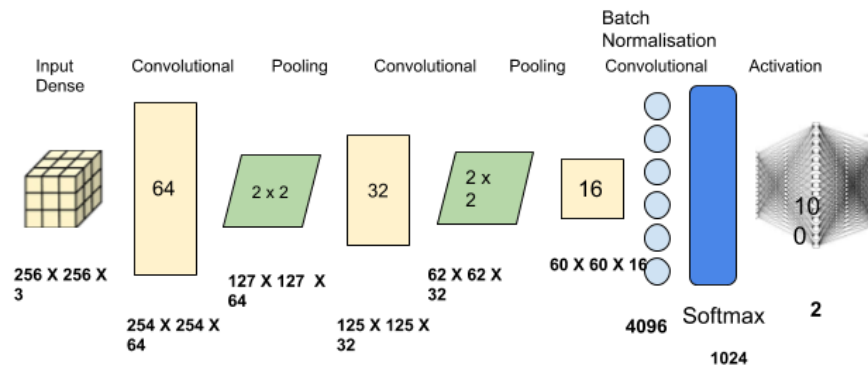 Batch
Normalisation
Input
Dense
Convolutional
Pooling
Convolutional
Pooling
Convolutional
Activation
64
2 x 2
32
2 x
2
16
10
0
256 X 256 X
3
254 X 254 X
64
127 X 127 X
64
125 X 125 X
32
62 X 62 X
32
60 X 60 X 16
4096
Softmax
1024
2